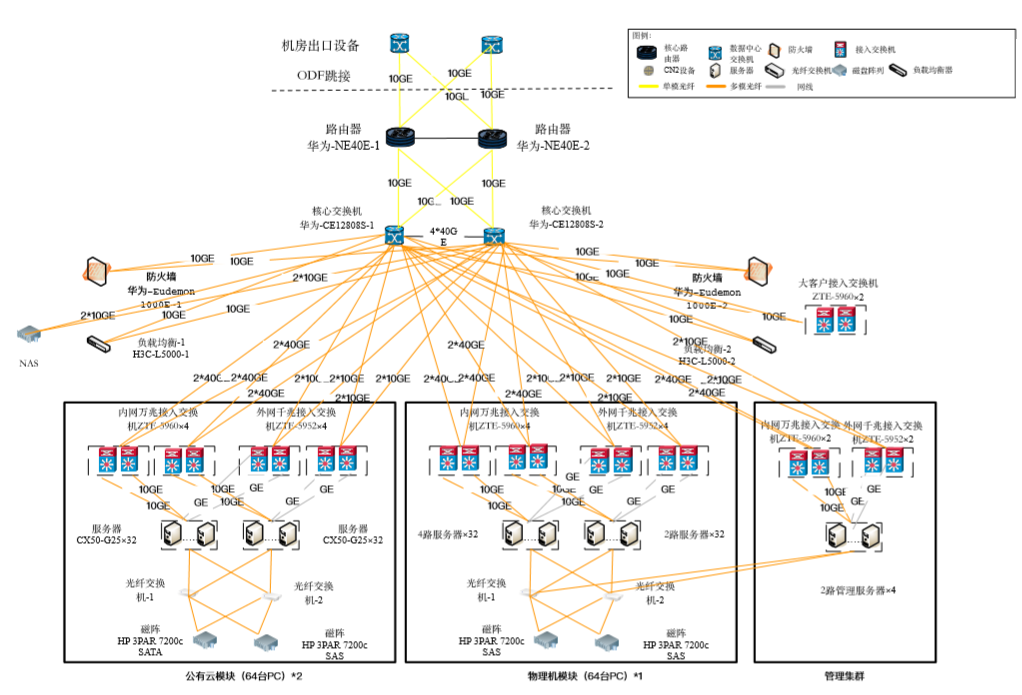 机房出口设备
ODF跳接
10GE
10GE
10GE
图例:
核心路
由器
数据中心
交换机
防火墙
接入交换机
CN2设备
服务器
光纤交换机
磁盘阵列
负载均衡器
单模光纤
多模光纤
网线
路由器
华为-NE40E-1
路由器
华为-NE40E-2
10GE
10GE
10GE
核心交换机
华为-CE12808S-1
核心交换机
华为-CE12808S-2
4*40G
E
10GE
10GE
10GE
10GE
防火墙
华为-Eudemon
1000E-1
2*10GE
10GE
防火墙
华为-Eudemon
1000E-2
大客户接入交换机
ZTE-5960×2
2*10GE
10GE
10GE
10GE
10GE
NAS
负载均衡-1
H3C-L5000-1
2*10GE
负载均衡-2
H3C-L5000-2
2*40GE
2*40GE
2*40GE
2*10GE
2*10GE
2*40GE
2*10GE
2*40GE
2*10GE
2*10GE
2*40GE
2*10GE
2*40GE
2*10GE
2*40GE
内网万兆接入交换
机ZTE-5960×4
外网千兆接入交换
机ZTE-5952×4
内网万兆接入交换
机ZTE-5960×4
外网千兆接入交换
机ZTE-5952×4
内网万兆接入交换
机ZTE-5960×2
外网千兆接入交换
机ZTE-5952×2
10GE
10GE
GE
GE
10GE
GE
GE
10GE
10GE
GE
GE
GE
10GE
GE
10GE
服务器
CX50-G25×32
服务器
CX50-G25×32
4路服务器×32
2路服务器×32
2路管理服务器×4
光纤交换
机-1
光纤交换
机-2
光纤交换
机-1
光纤交换
机-2
磁阵
HP 3PAR 7200c
SATA
磁阵
HP 3PAR 7200c
SAS
磁阵
HP 3PAR 7200c
SAS
磁阵
HP 3PAR 7200c
SAS
公有云模块（64台PC）*2
物理机模块（64台PC）*1
管理集群